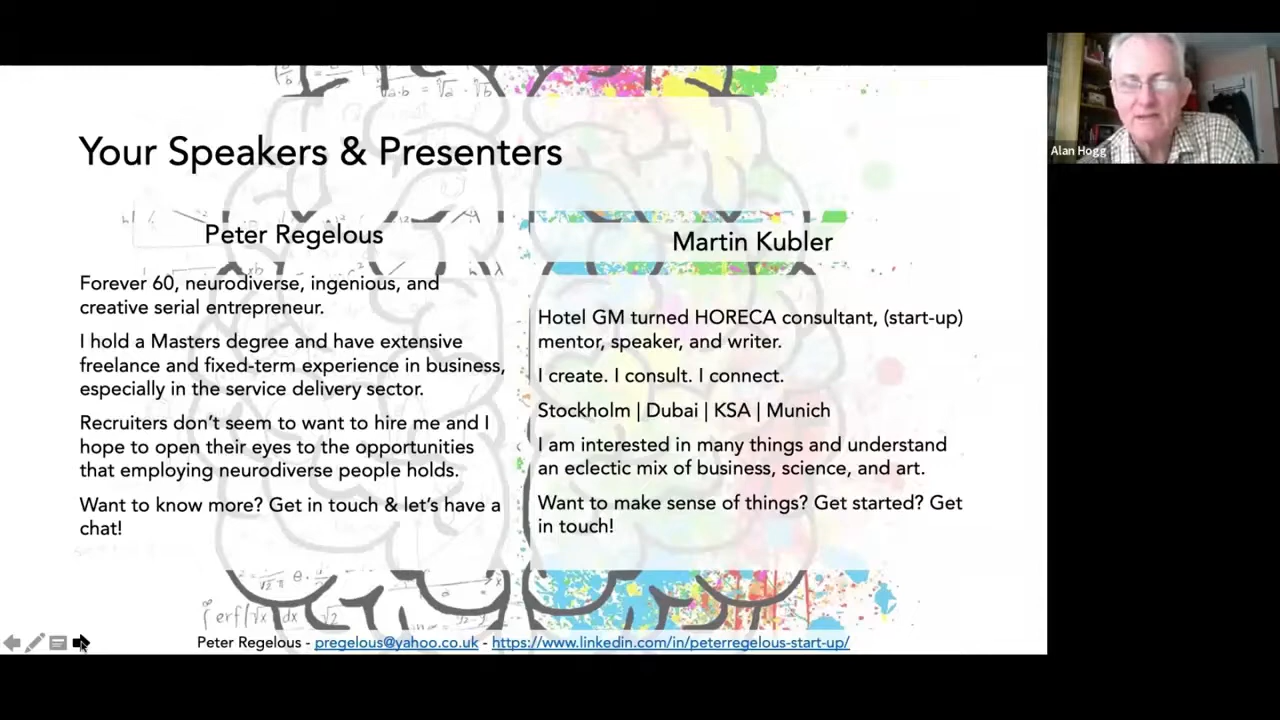 Your Speakers & Presenters
Peter Regelous
Forever 60, neurodiverse, ingenious, and
creative serial entrepreneur.
I hold a Masters degree and have extensive
freelance and fixed-term experience in business,
especially in the service delivery sector.
Recruiters don't seem to want to hire me and I
hope to open their eyes to the opportunities
that employing neurodiverse people holds.
Want to know more? Get in touch & let's have a
chat!
Martin Kubler
Hotel GM turned HORECA consultant, (start-up)
mentor, speaker, and writer.
I create. I consult. I connect.
Stockholm | Dubai | KSA | Munich
I am interested in many things and understand
an eclectic mix of business, science, and art.
Want to make sense of things? Get started? Get
in touch!
Peter Regelous - pregelous@yahoo.co.uk - https://www.linkedin.com/in/peterregelous-start-up/
Alan Hogg